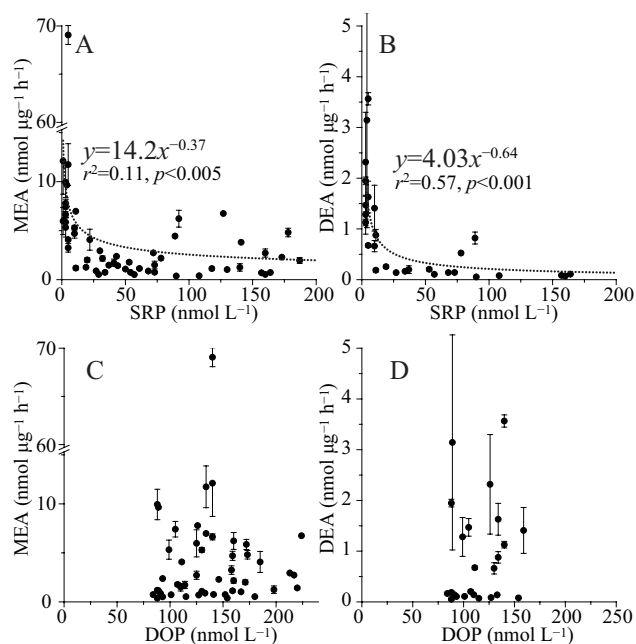 A
B
70
60
10
0
MEA (nmol µg⁻¹ h⁻¹)
y=14.2x⁻⁰·³⁷
r²=0.11, p<0.005
0 50 100 150 200
SRP (nmol L⁻¹)
5
4
3
2
1
0
DEA (nmol µg⁻¹ h⁻¹)
y=4.03x⁻⁰·⁶⁴
r²=0.57, p<0.001
0 50 100 150 200
SRP (nmol L⁻¹)
C
D
70
60
10
0
MEA (nmol µg⁻¹ h⁻¹)
0 50 100 150 200
DOP (nmol L⁻¹)
5
4
3
2
1
0
DEA (nmol µg⁻¹ h⁻¹)
0 50 100 150 200 250
DOP (nmol L⁻¹)